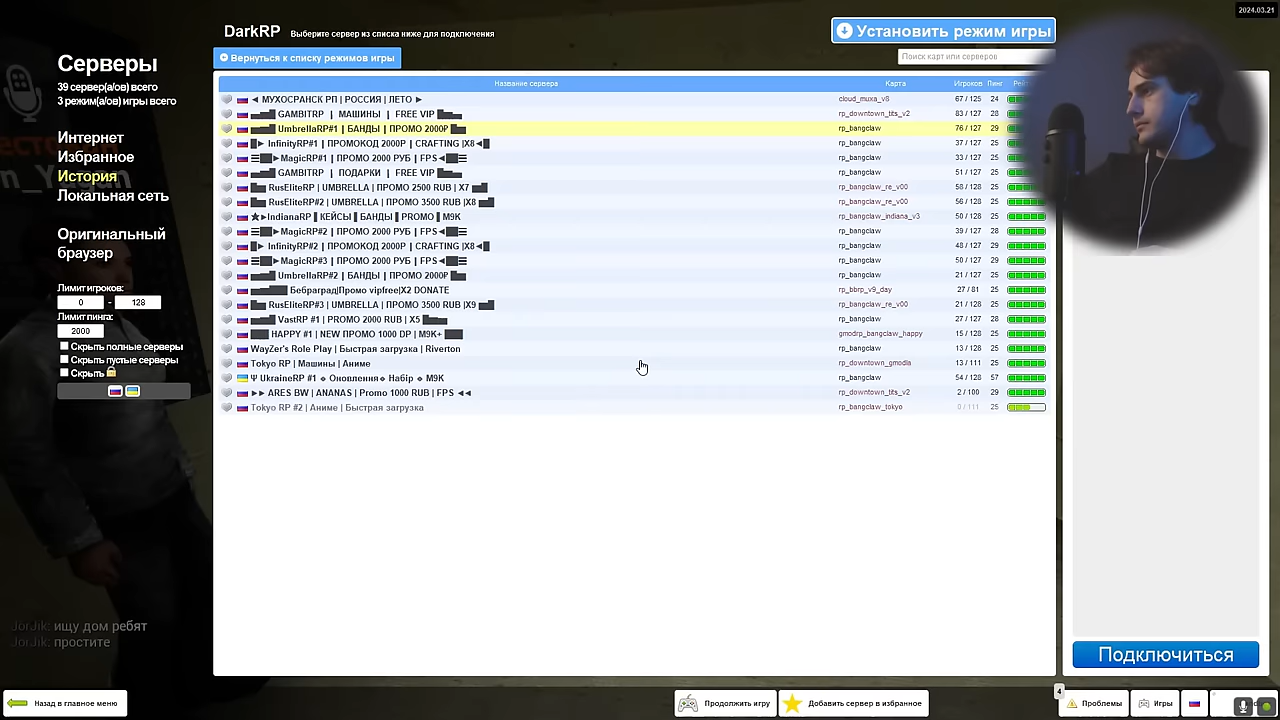 2024.03.21
DarkRP Выберите сервер из списка ниже для подключения
Установить режим игры
Вернуться к списку режимов игры
Поиск карт или серверов
Серверы
39 сервер(а/ов) всего
3 режим(а/ов) игры всего
Интернет
Избранное
История
Локальная сеть
Оригинальный
браузер
Лимит игроков:
0 - 128
Лимит пинга:
2000
Скрыть полные серверы
Скрыть пустые серверы
Скрыть
Название сервера Карта Игроков Пинг
◄ МУХОСРАНСК РП | РОССИЯ | ЛЕТО ► cloud_muxa_v8 67 / 125 24
GAMBITRP | МАШИНЫ | FREE VIP rp_downtown_tits_v2 83 / 127 28
UmbrellaRP#1 | БАНДЫ | ПРОМО 2000Р rp_bangclaw 76 / 127 29
► InfinityRP#1 | ПРОМОКОД 2000Р | CRAFTING |X8◄ rp_bangclaw 37 / 127 25
►MagicRP#1 | ПРОМО 2000 РУБ | FPS◄ rp_bangclaw 33 / 127 25
GAMBITRP | ПОДАРКИ | FREE VIP rp_bangclaw 51 / 127 25
RusEliteRP | UMBRELLA | ПРОМО 2500 RUB | X7 rp_bangclaw_re_v00 58 / 128 25
RusEliteRP#2 | UMBRELLA | ПРОМО 3500 RUB |X8 rp_bangclaw_re_v00 56 / 128 25
★►IndianaRP ▌КЕЙСЫ▐ БАНДЫ▐ PROMO▐ M9K rp_bangclaw_indiana_v3 50 / 128 25
►MagicRP#2 | ПРОМО 2000 РУБ | FPS◄ rp_bangclaw 39 / 127 28
► InfinityRP#2 | ПРОМОКОД 2000Р | CRAFTING |X8◄ rp_bangclaw 48 / 127 29
►MagicRP#3 | ПРОМО 2000 РУБ | FPS◄ rp_bangclaw 50 / 127 29
UmbrellaRP#2 | БАНДЫ | ПРОМО 2000Р rp_bangclaw 21 / 127 25
Бебраград|Промо vipfree|X2 DONATE rp_bbrp_v9_day 27 / 81 25
RusEliteRP#3 | UMBRELLA | ПРОМО 3500 RUB |X9 rp_bangclaw_re_v00 21 / 128 25
VastRP #1 | PROMO 2000 RUB | X5 rp_bangclaw 27 / 127 28
HAPPY #1 | NEW ПРОМО 1000 DP | M9K+ gmodrp_bangclaw_happy 15 / 128 25
WayZer's Role Play | Быстрая загрузка | Riverton rp_bangclaw 13 / 128 25
Tokyo RP | Машины | Аниме rp_downtown_gmodla 13 / 111 25
Ψ UkraineRP #1 Оновлення Набір M9K rp_bangclaw 54 / 128 57
►► ARES BW | ANANAS | Promo 1000 RUB | FPS ◄◄ rp_downtown_tits_v2 2 / 100 29
Tokyo RP #2 | Аниме | Быстрая загрузка rp_bangclaw_tokyo 0 / 111 25
JorJik: ищу дом ребят
JorJik: простите
Подключиться
Назад в главное меню
Продолжить игру
Добавить сервер в избранное
4
Проблемы
Игры